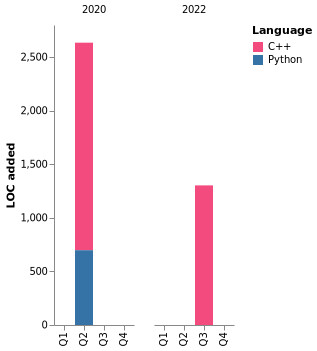 2020
2022
Language
C++
Python
LOC added
2,500
2,000
1,500
1,000
500
0
Q1
Q2
Q3
Q4
Q1
Q2
Q3
Q4